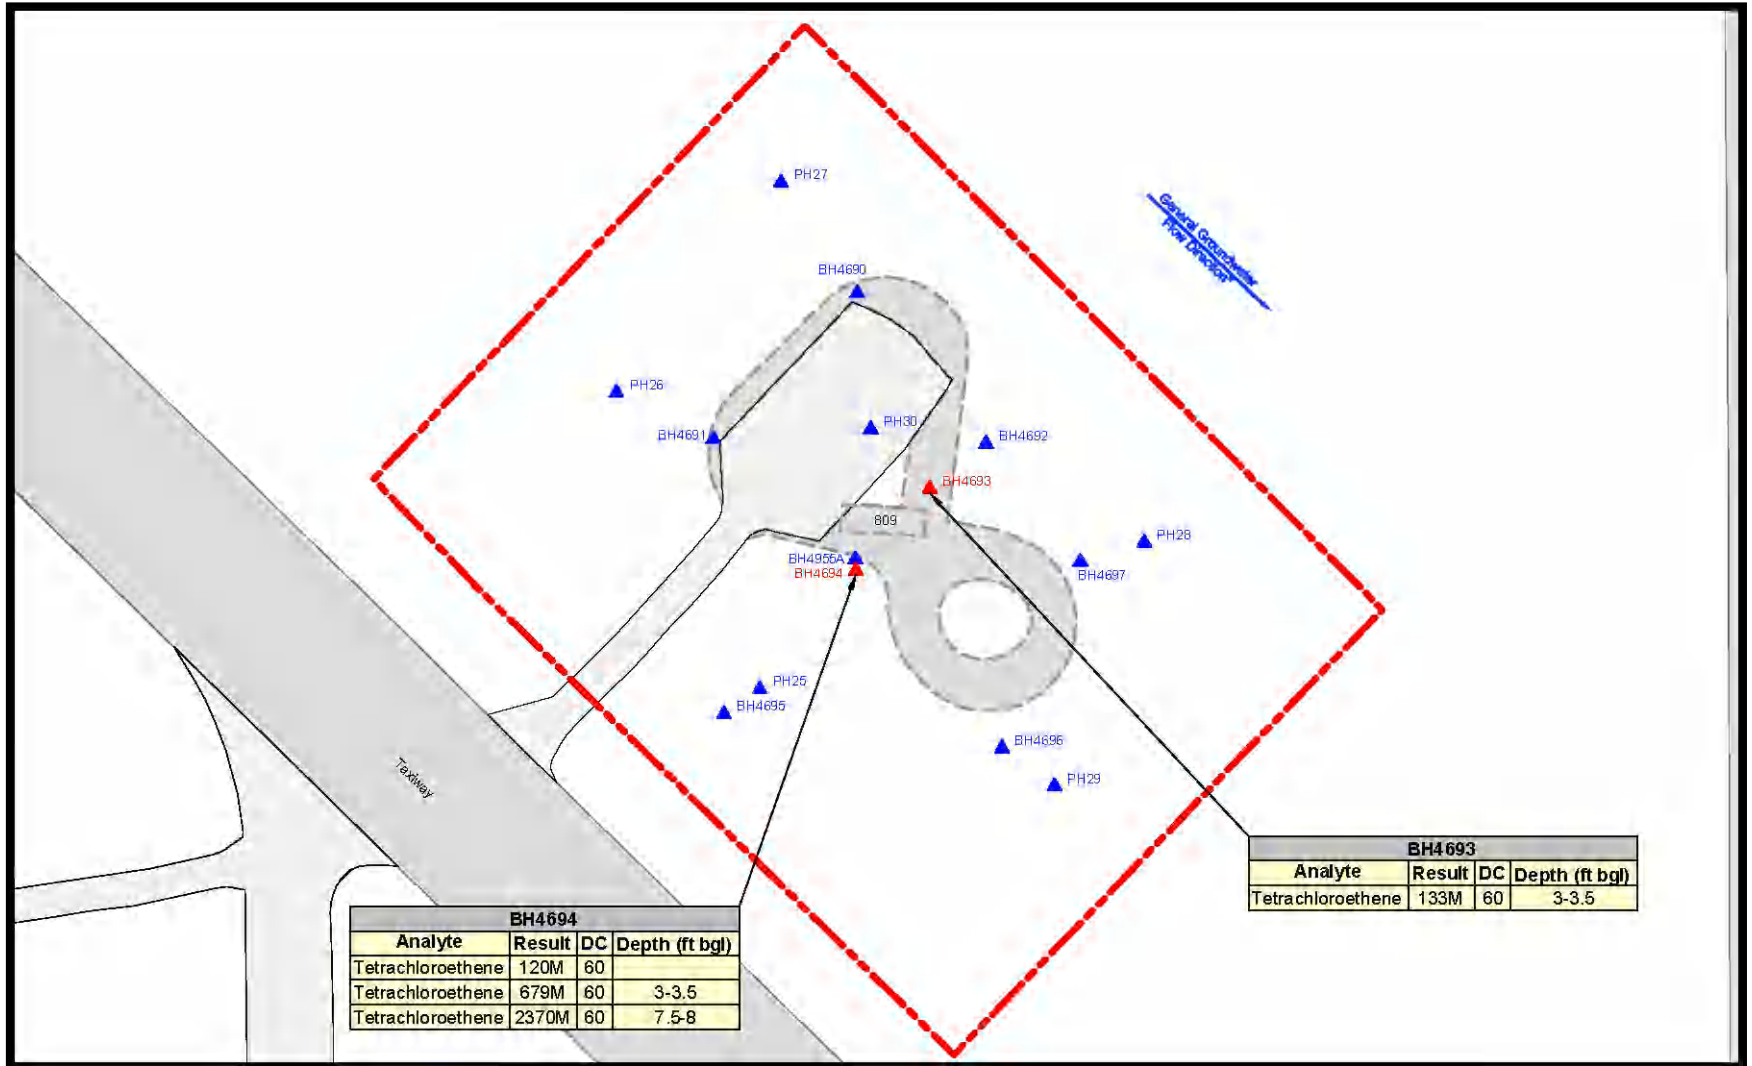 PH27
General Groundwater
Flow Direction
BH4690
PH26
BH4691
PH30
BH4692
BH4693
809
PH28
BH4955A
BH4694
BH4697
PH25
BH4695
BH4696
PH29
Taxiway
BH4693
Analyte Result DC Depth (ft bgl)
Tetrachloroethene 133M 60 3-3.5
BH4694
Analyte Result DC Depth (ft bgl)
Tetrachloroethene 120M 60
Tetrachloroethene 679M 60 3-3.5
Tetrachloroethene 2370M 60 7.5-8